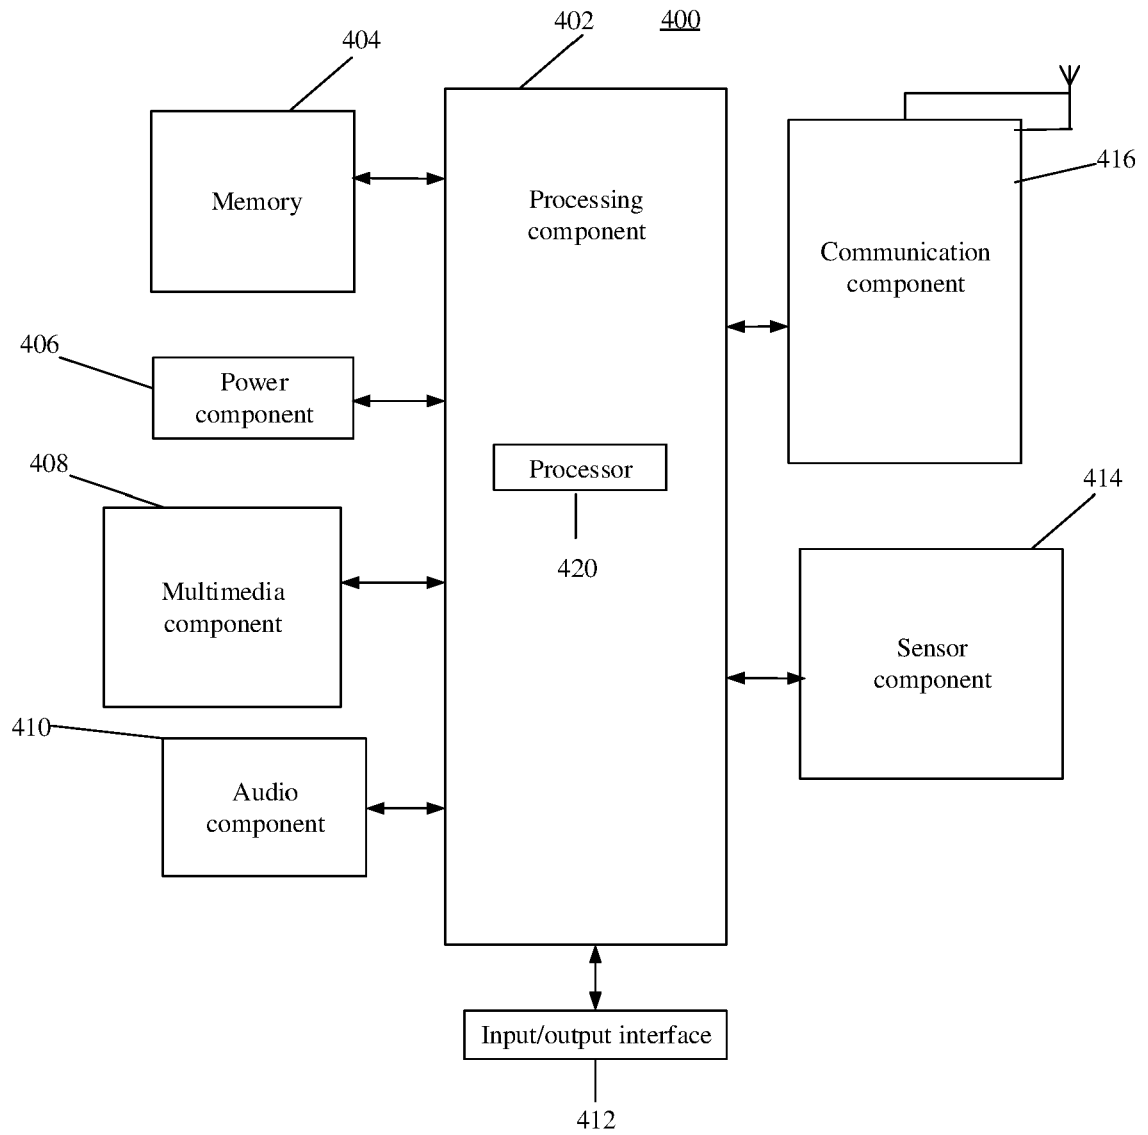 402
400
404
Memory
Processing
component
416
Communication
component
406
Power
component
408
Processor
420
414
Multimedia
component
Sensor
component
410
Audio
component
Input/output interface
412